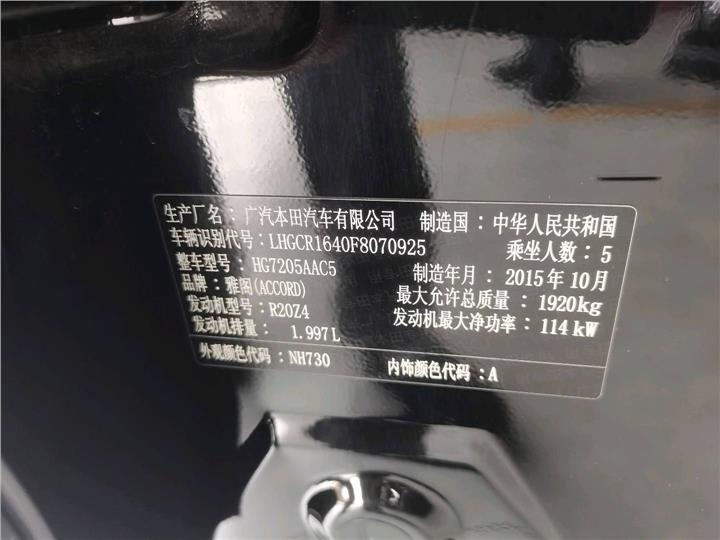 生产厂名：广汽本田汽车有限公司 制造国：中华人民共和国
车辆识别代号：LHGCR1640F8070925 乘坐人数：5
整车型号：HG7205AAC5 制造年月：2015年10月
品牌：雅阁(ACCORD) 最大允许总质量：1920kg
发动机型号：R20Z4 发动机最大净功率：114kW
发动机排量：1.997L
外观颜色代码：NH730 内饰颜色代码：A